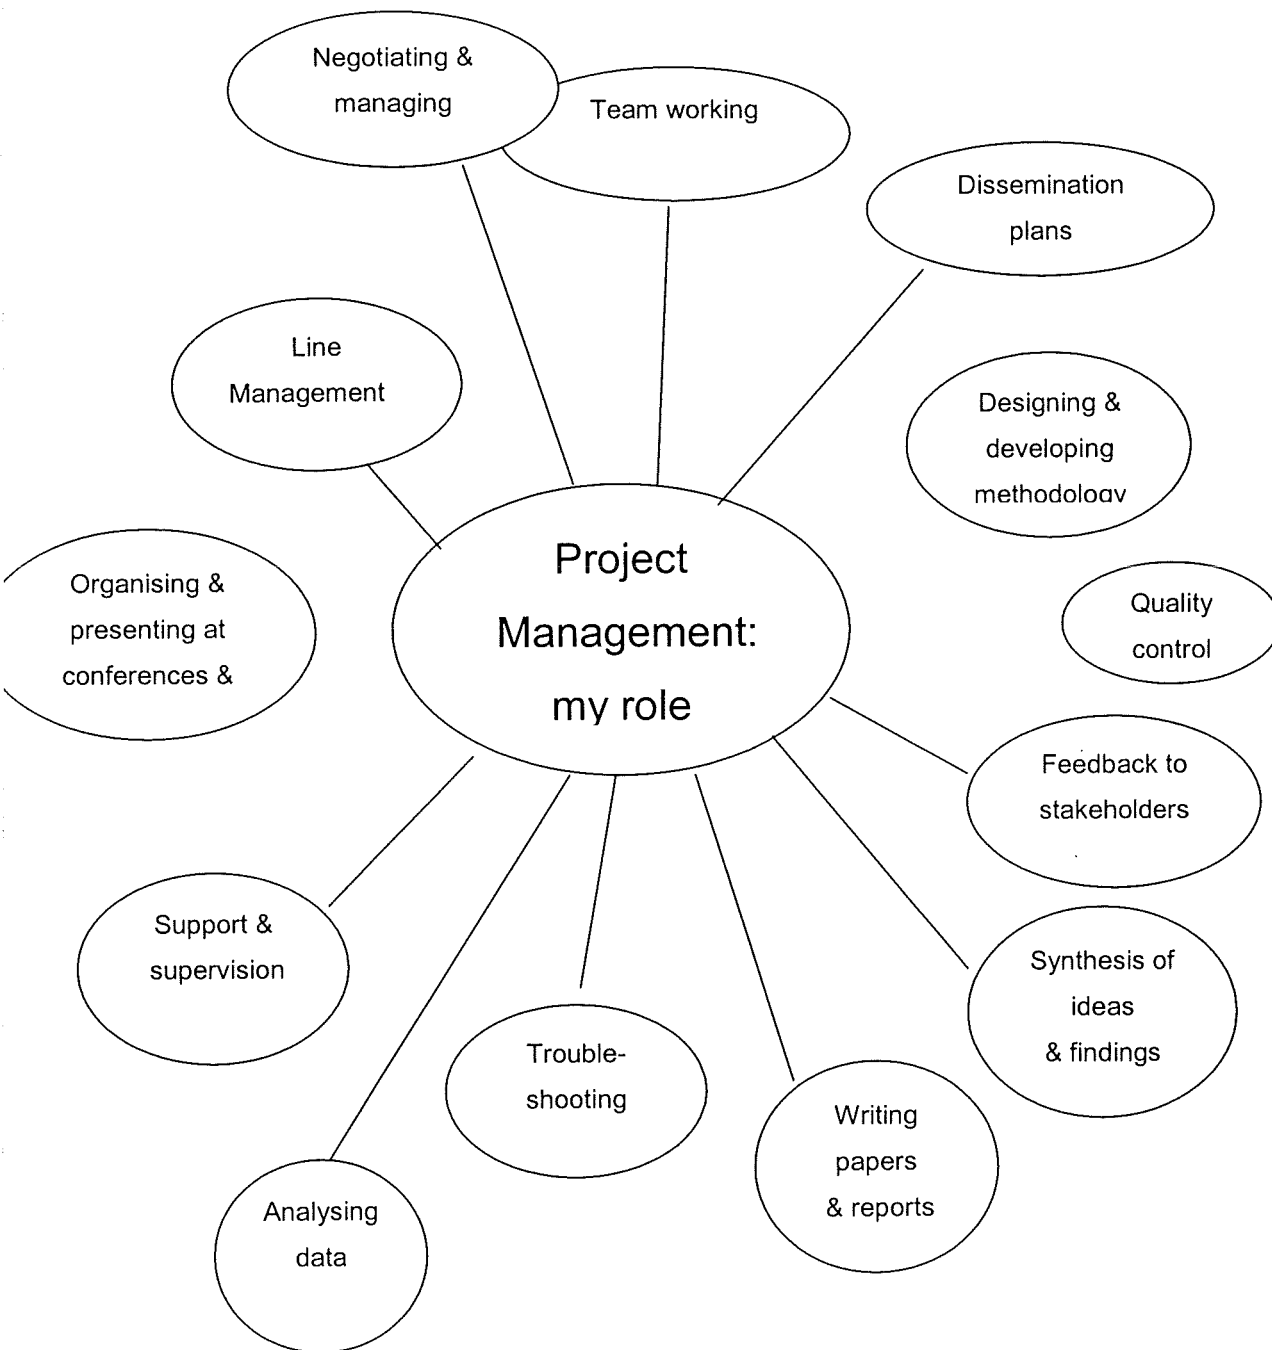 Negotiating &
managing
Team working
Dissemination
plans
Line
Management
Designing &
developing
methodology
Project
Management:
my role
Organising &
presenting at
conferences &
Quality
control
Feedback to
stakeholders
Support &
supervision
Synthesis of
ideas
& findings
Trouble-
shooting
Writing
papers
& reports
Analysing
data